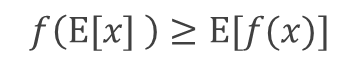 f(E[x] ) ≥ E[f(x)]